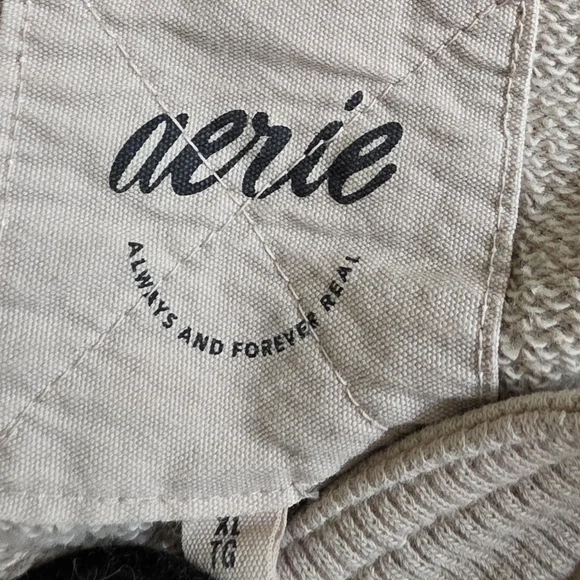 aerie
ALWAYS AND FOREVER REAL
XL
TG